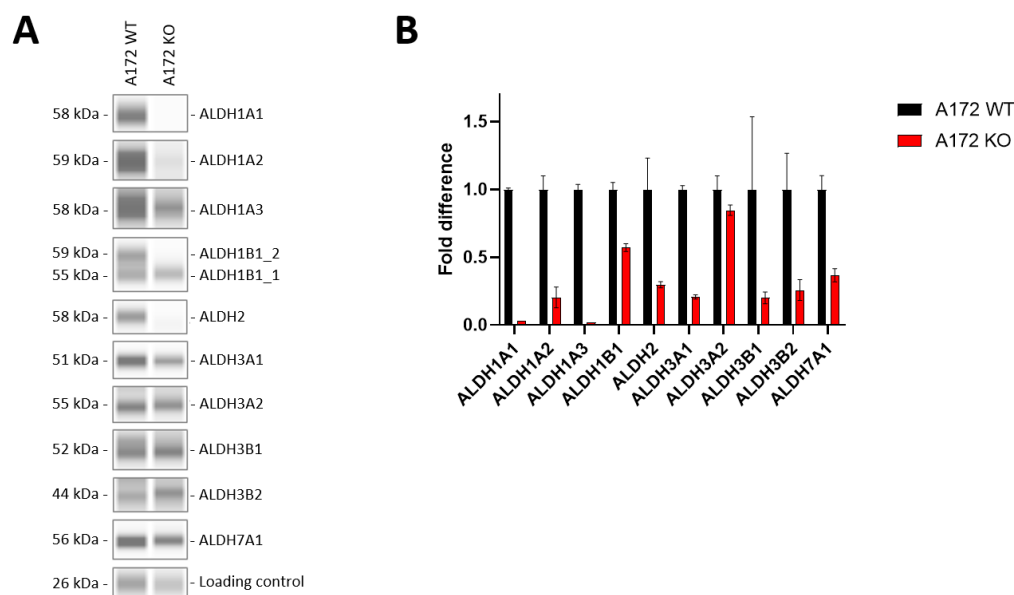 A
A172 WT
A172 KO
58 kDa - - ALDH1A1
59 kDa - - ALDH1A2
58 kDa - - ALDH1A3
59 kDa - - ALDH1B1_2
55 kDa - - ALDH1B1_1
58 kDa - - ALDH2
51 kDa - - ALDH3A1
55 kDa - - ALDH3A2
52 kDa - - ALDH3B1
44 kDa - - ALDH3B2
56 kDa - - ALDH7A1
26 kDa - - Loading control
B
Fold difference
1.5
1.0
0.5
0.0
ALDH1A1
ALDH1A2
ALDH1A3
ALDH1B1
ALDH2
ALDH3A1
ALDH3A2
ALDH3B1
ALDH3B2
ALDH7A1
A172 WT
A172 KO